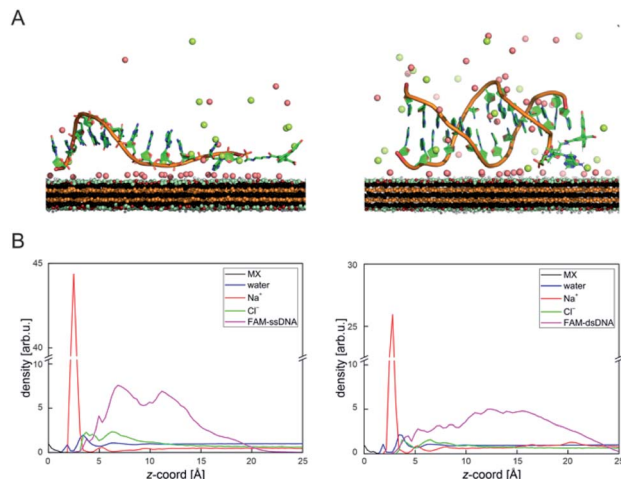 A
B
45
40
10
5
0
density [arb.u.]
0 5 10 15 20 25
z-coord [Å]
MX
water
Na⁺
Cl⁻
FAM-ssDNA
30
25
10
5
0
density [arb.u.]
0 5 10 15 20 25
z-coord [Å]
MX
water
Na⁺
Cl⁻
FAM-dsDNA